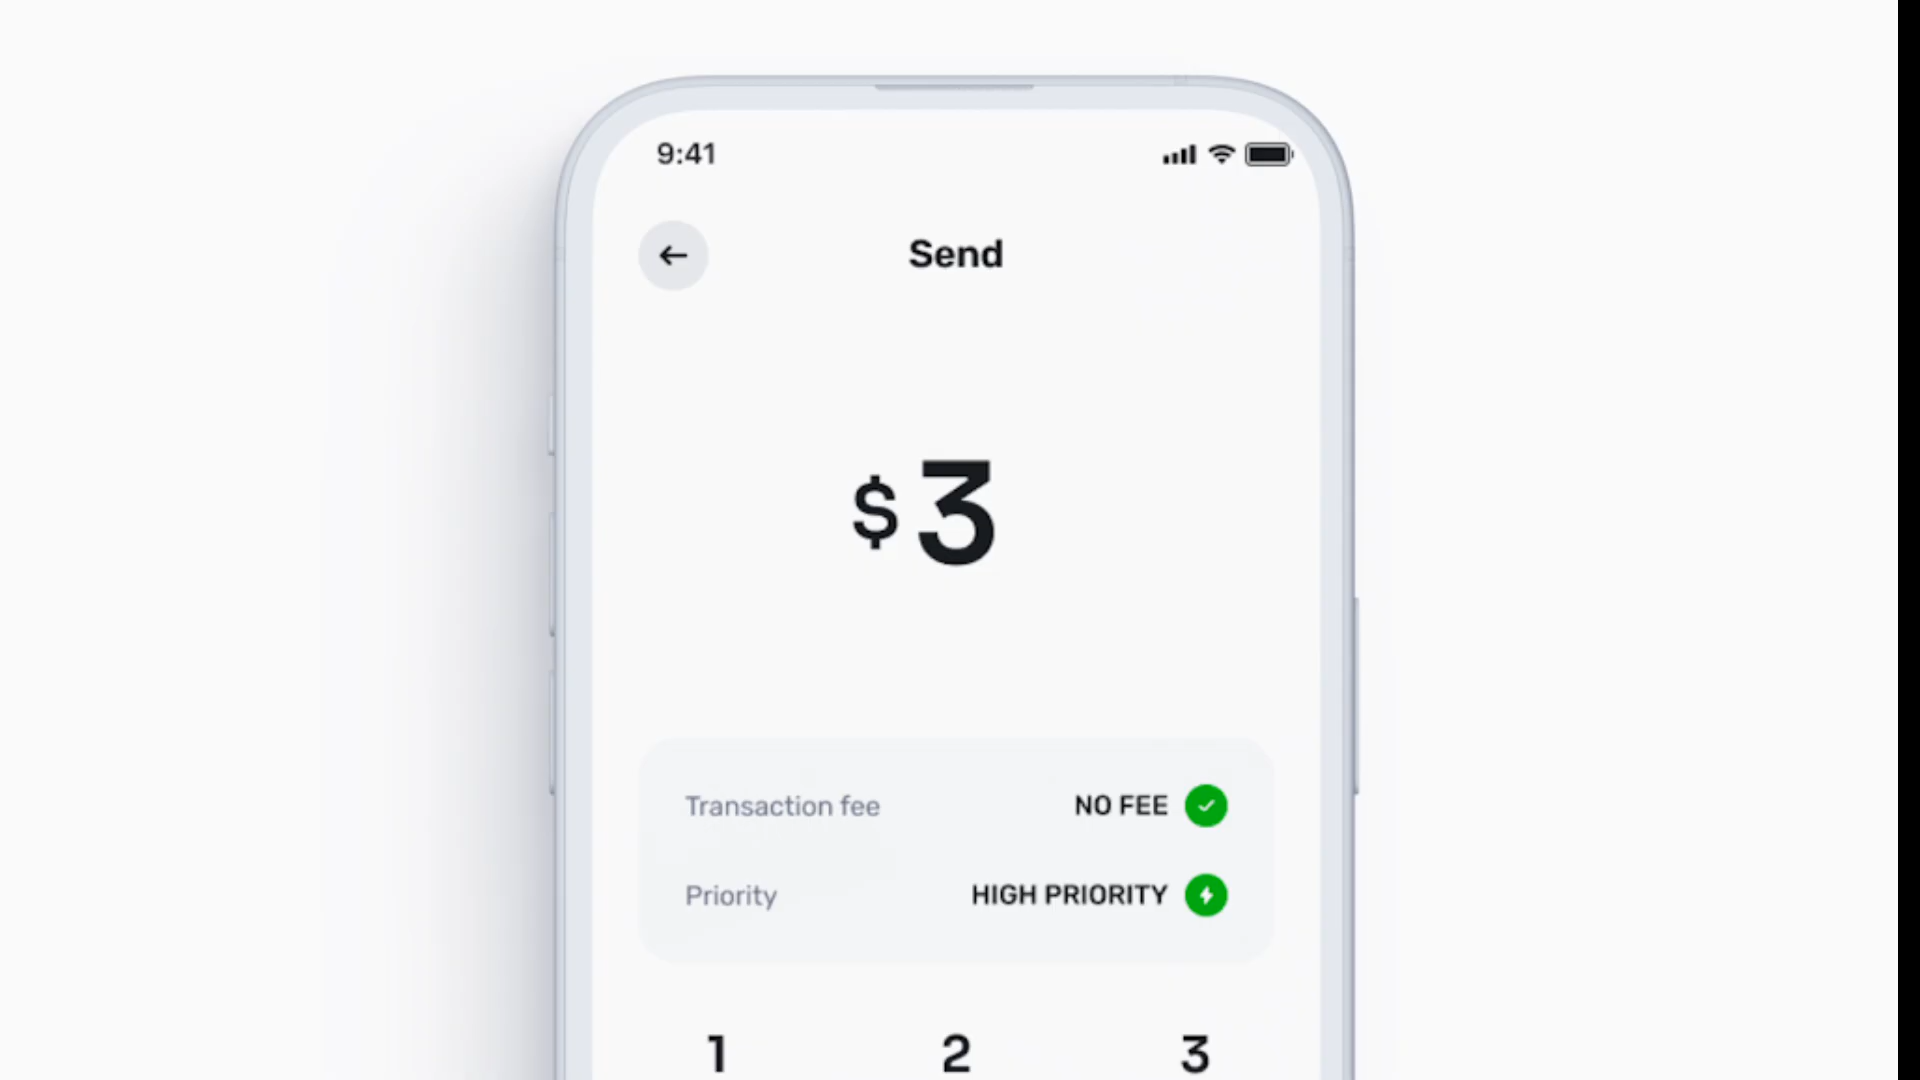 9:41
Send
$3
Transaction fee NO FEE
Priority HIGH PRIORITY
1 2 3